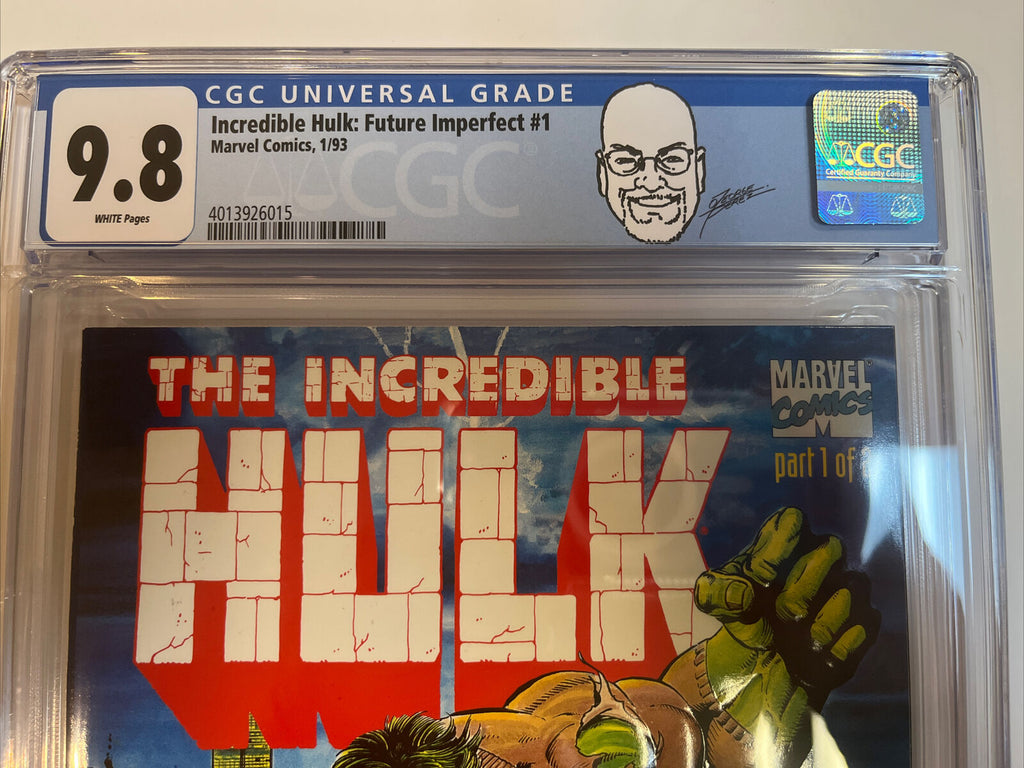 CGC UNIVERSAL GRADE
9.8
WHITE Pages
Incredible Hulk: Future Imperfect #1
Marvel Comics, 1/93
CGC®
4013926015
CGC
Certified Guaranty Company
THE INCREDIBLE
HULK
MARVEL®
COMICS
part 1 of